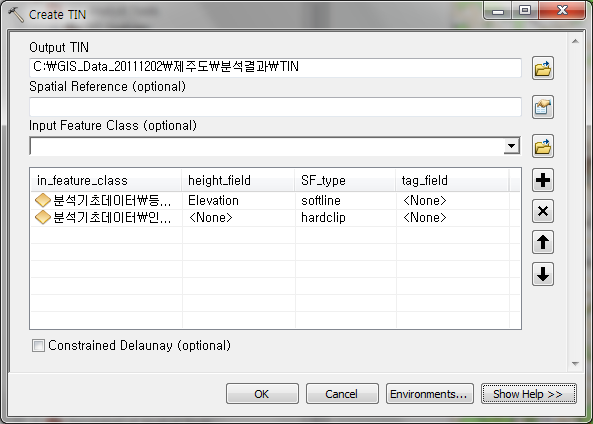 Create TIN
Output TIN
C:₩GIS_Data_20111202₩제주도₩분석결과₩TIN
Spatial Reference (optional)
Input Feature Class (optional)
in_feature_class height_field SF_type tag_field
분석기초데이터₩등... Elevation softline <None>
분석기초데이터₩인... <None> hardclip <None>
Constrained Delaunay (optional)
OK Cancel Environments... Show Help >>